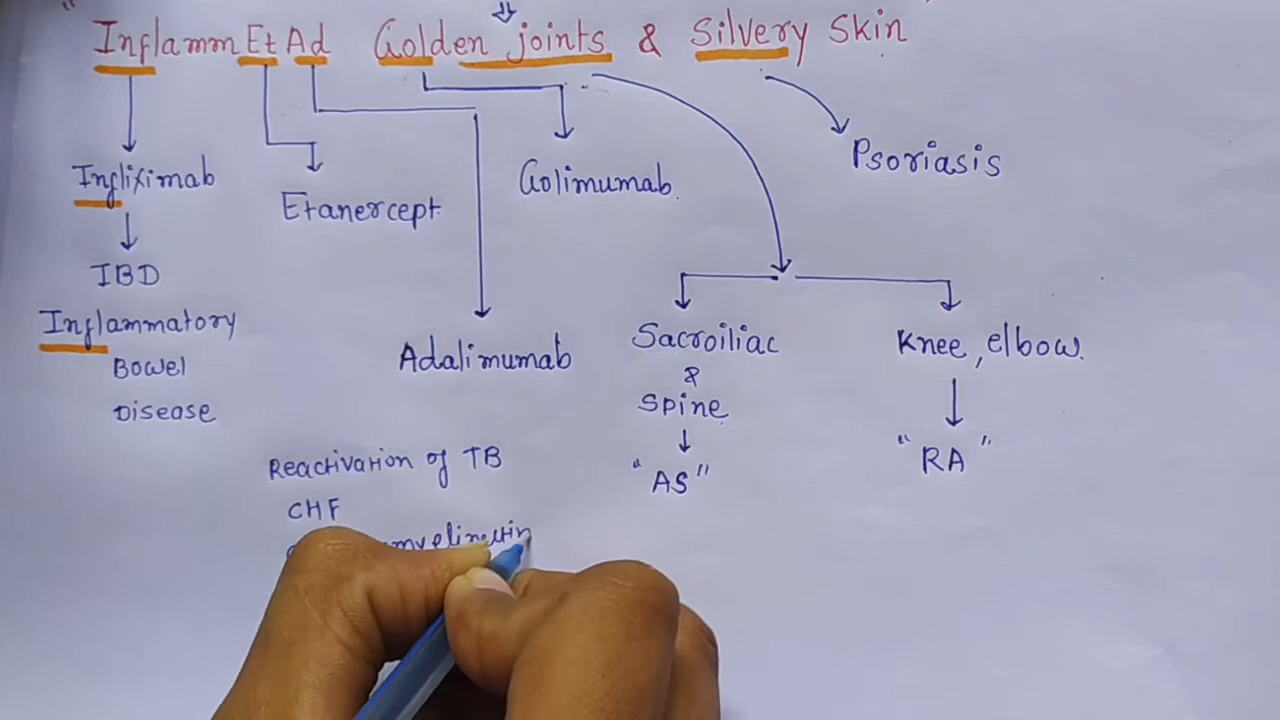 " InflammEtAd Golden joints & Silvery Skin
Infliximab
IBD
Inflammatory
Bowel
Disease
Etanercept
Adalimumab
Golimumab.
Psoriasis
Sacroiliac
&
Spine
"AS"
Knee, elbow.
"RA"
Reactivation of TB
CHF